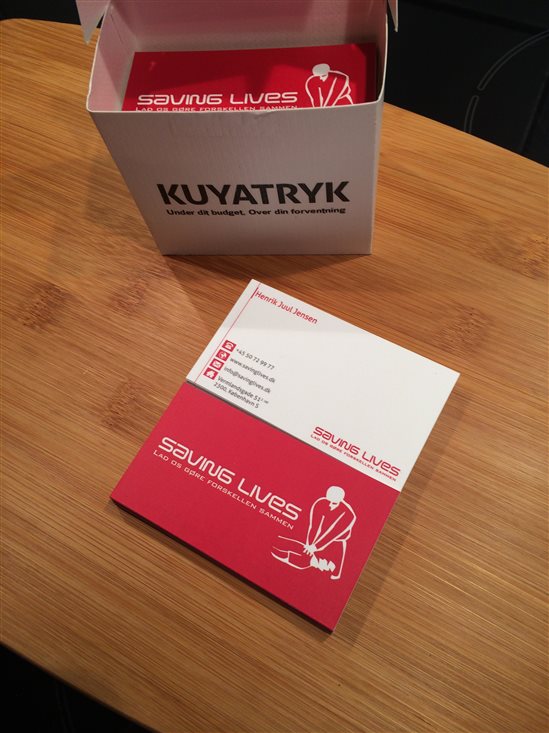 SAVING LIVES
LAD OS GØRE FORSKELLEN SAMMEN
KUYATRYK
Under dit budget. Over din forventning
Henrik Juul Jensen
+45 50 72 99 77
www.savinglives.dk
info@savinglives.dk
Vermlandsgade 51
2300, København S
SAVING LIVES
LAD OS GØRE FORSKELLEN SAMMEN
SAVING LIVES
LAD OS GØRE FORSKELLEN SAMMEN